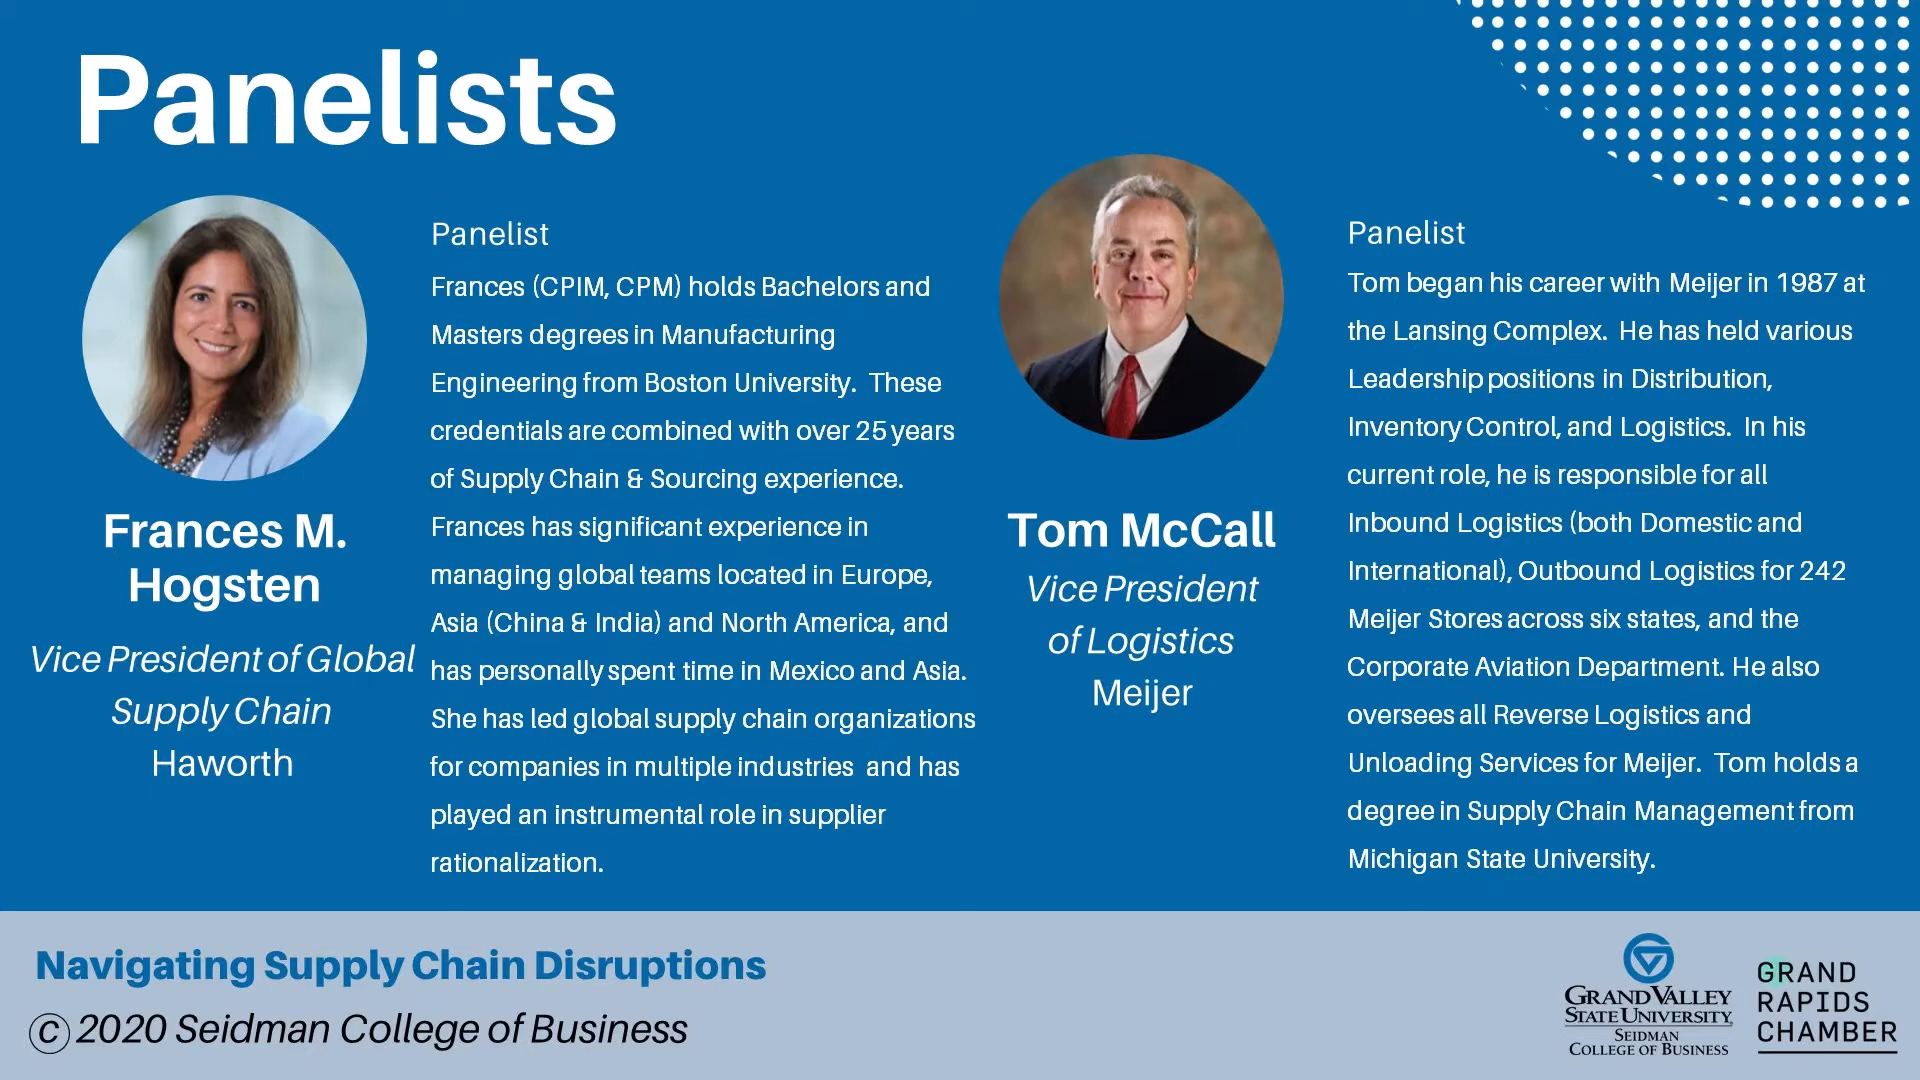 Panelists
Frances M.
Hogsten
Vice President of Global
Supply Chain
Haworth
Panelist
Frances (CPIM, CPM) holds Bachelors and
Masters degrees in Manufacturing
Engineering from Boston University.  These
credentials are combined with over 25 years
of Supply Chain & Sourcing experience.
Frances has significant experience in
managing global teams located in Europe,
Asia (China & India) and North America, and
has personally spent time in Mexico and Asia.
She has led global supply chain organizations
for companies in multiple industries  and has
played an instrumental role in supplier
rationalization.
Tom McCall
Vice President
of Logistics
Meijer
Panelist
Tom began his career with Meijer in 1987 at
the Lansing Complex.  He has held various
Leadership positions in Distribution,
Inventory Control, and Logistics.  In his
current role, he is responsible for all
Inbound Logistics (both Domestic and
International), Outbound Logistics for 242
Meijer Stores across six states, and the
Corporate Aviation Department. He also
oversees all Reverse Logistics and
Unloading Services for Meijer.  Tom holds a
degree in Supply Chain Management from
Michigan State University.
Navigating Supply Chain Disruptions
© 2020 Seidman College of Business
GRAND VALLEY
STATE UNIVERSITY
SEIDMAN
COLLEGE OF BUSINESS
GRAND
RAPIDS
CHAMBER